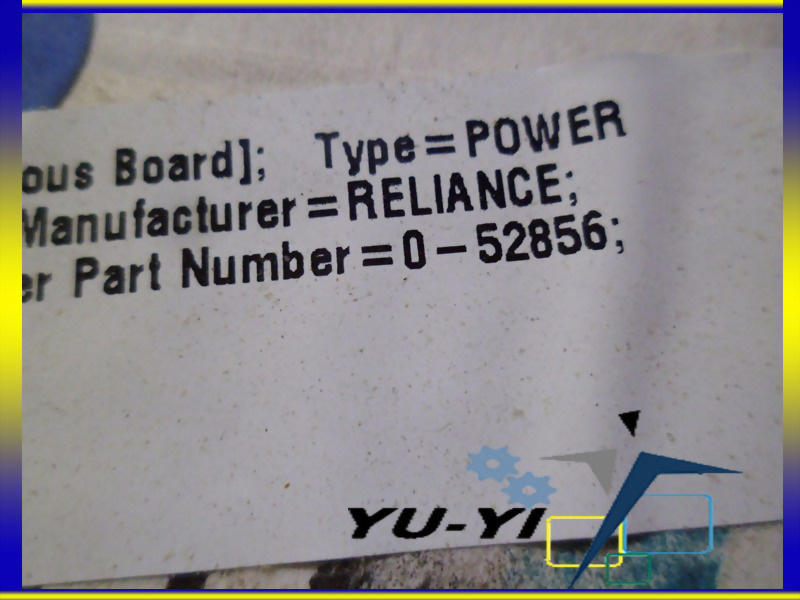 ous Board]; Type=POWER
Manufacturer=RELIANCE;
er Part Number=0-52856;
YU-YI